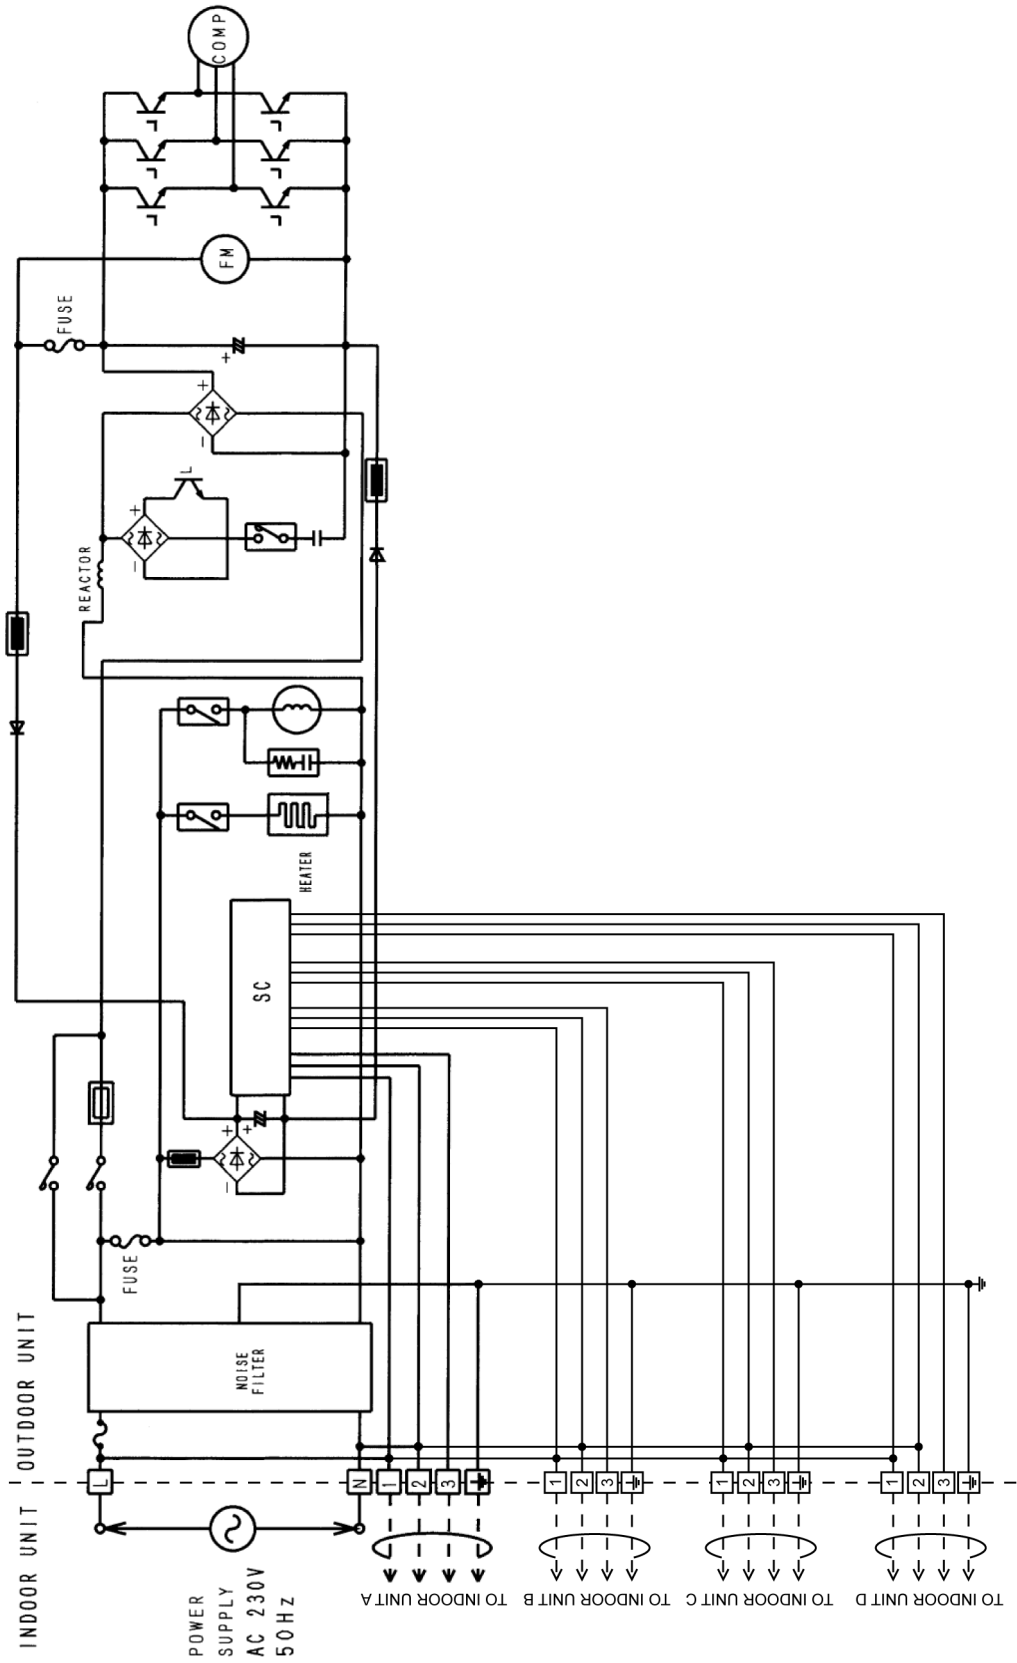 INDOOR UNIT
OUTDOOR UNIT
POWER
SUPPLY
AC 230V
50Hz
L
N
1
2
3
NOISE
FILTER
FUSE
SC
+
−
+
HEATER
REACTOR
+
−
L
+
−
+
FUSE
FM
COMP
TO INDOOR UNIT A
1
2
3
TO INDOOR UNIT B
1
2
3
TO INDOOR UNIT C
1
2
3
TO INDOOR UNIT D